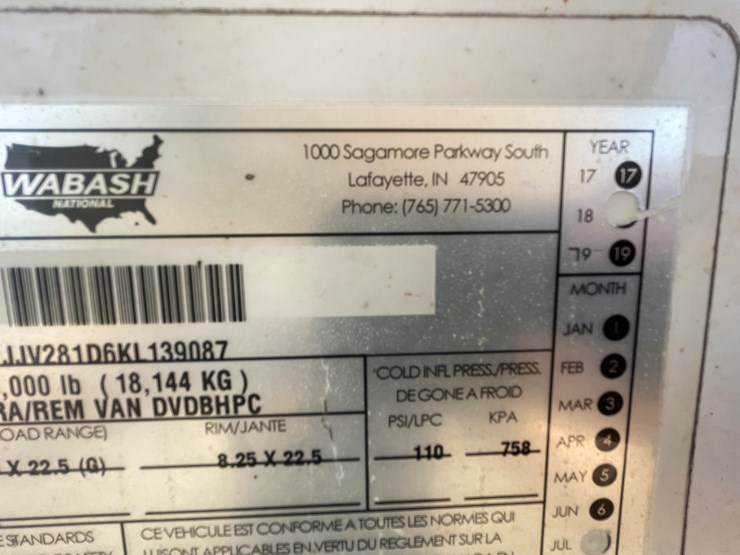 WABASH
NATIONAL
1000 Sagamore Parkway South
Lafayette, IN 47905
Phone: (765) 771-5300
YEAR
17 17
18
19 19
MONTH
JAN 1
FEB 2
MAR 3
APR 4
MAY 5
JUN 6
JUL
JJV281D6KL139087
,000 lb ( 18,144 KG )
RA/REM VAN DVDBHPC
OAD RANGE) RIM/JANTE
X 22.5 (G) 8.25 X 22.5
COLD INFL. PRESS./PRESS.
DE GONE A FROID
PSI/LPC KPA
110 758
STANDARDS
CE VEHICULE EST CONFORME A TOUTES LES NORMES QUI
LUI SONT APPLICABLES EN VERTU DU REGLEMENT SUR LA